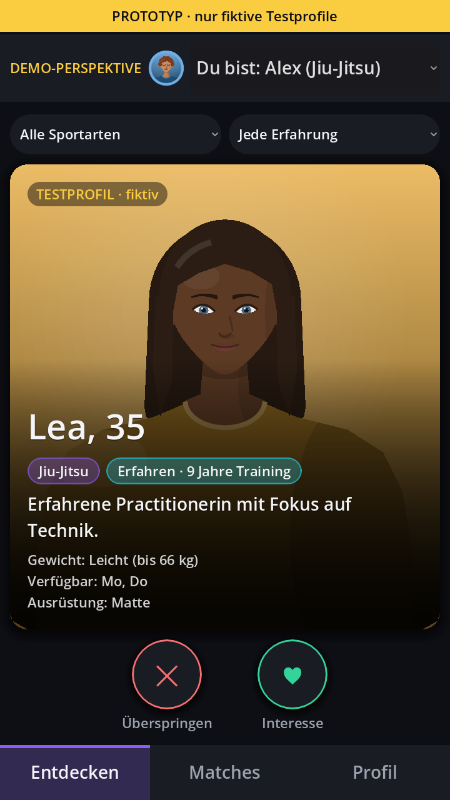 PROTOTYP · nur fiktive Testprofile
DEMO-PERSPEKTIVE
Du bist: Alex (Jiu-Jitsu)
Alle Sportarten
Jede Erfahrung
TESTPROFIL · fiktiv
Lea, 35
Jiu-Jitsu
Erfahren · 9 Jahre Training
Erfahrene Practitionerin mit Fokus auf
Technik.
Gewicht: Leicht (bis 66 kg)
Verfügbar: Mo, Do
Ausrüstung: Matte
Überspringen
Interesse
Entdecken
Matches
Profil